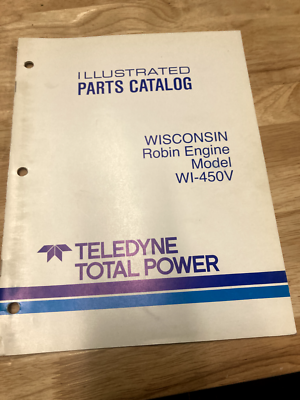 ILLUSTRATED
PARTS CATALOG
WISCONSIN
Robin Engine
Model
WI-450V
TELEDYNE
TOTAL POWER